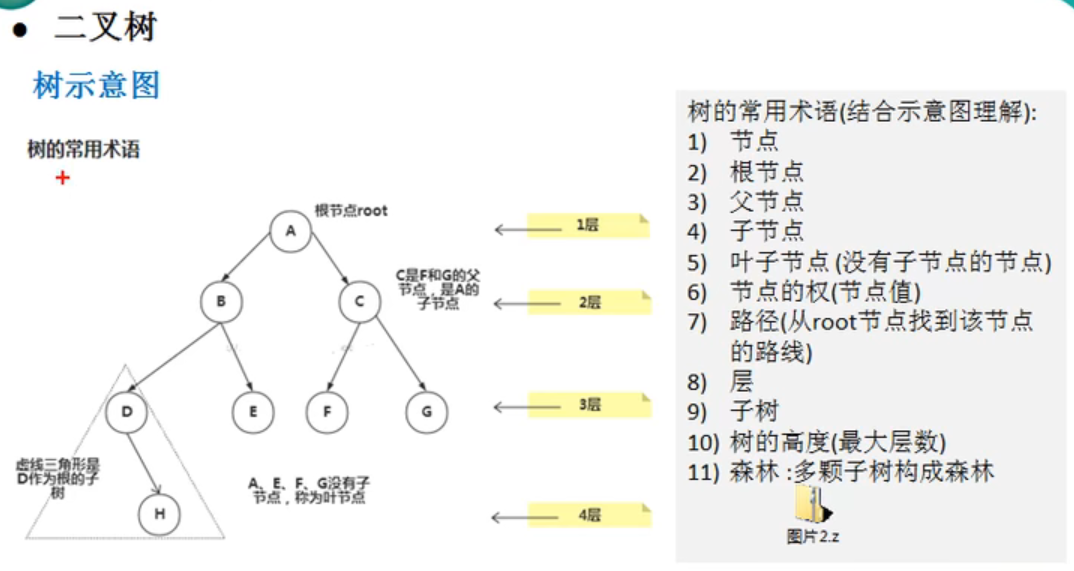 ● 二叉树
树示意图
树的常用术语
根节点root
A
1层
C是F和G的父
节点，是A的
子节点
B
C
2层
D
E
F
G
3层
虚线三角形是
D作为根的子
树
A、E、F、G没有子
节点，称为叶节点
H
4层
树的常用术语(结合示意图理解):
1) 节点
2) 根节点
3) 父节点
4) 子节点
5) 叶子节点 (没有子节点的节点)
6) 节点的权(节点值)
7) 路径(从root节点找到该节点
的路线)
8) 层
9) 子树
10) 树的高度(最大层数)
11) 森林 :多颗子树构成森林
图片2.z